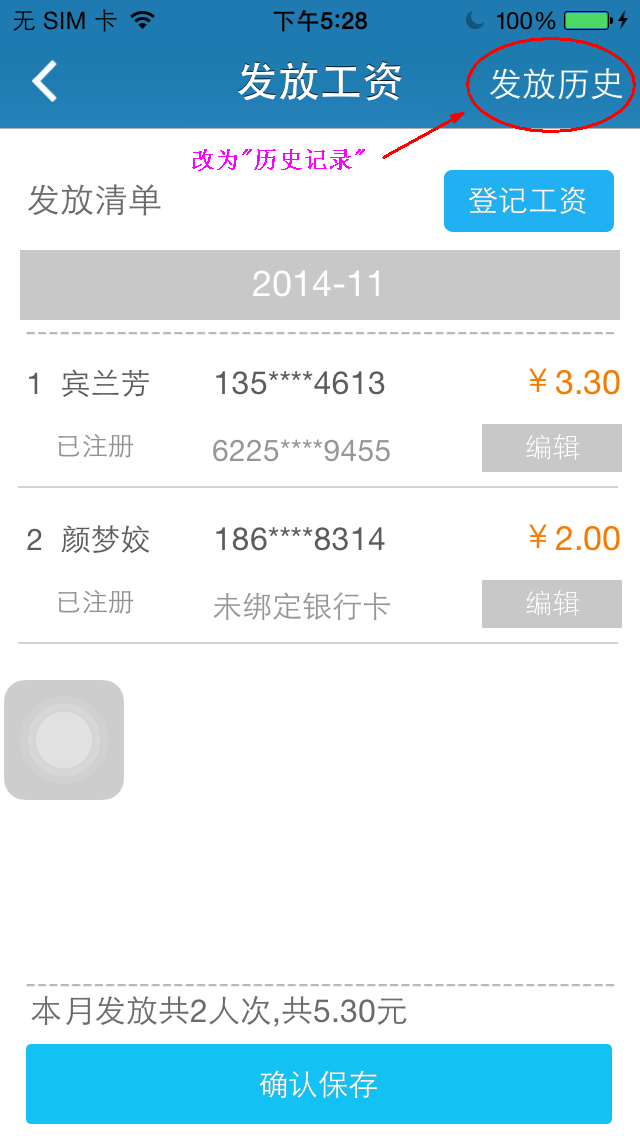 无 SIM 卡 下午5:28 100%
发放工资 发放历史
改为"历史记录"
发放清单 登记工资
2014-11
1 宾兰芳 135****4613 ￥3.30
已注册 6225****9455 编辑
2 颜梦姣 186****8314 ￥2.00
已注册 未绑定银行卡 编辑
本月发放共2人次,共5.30元
确认保存